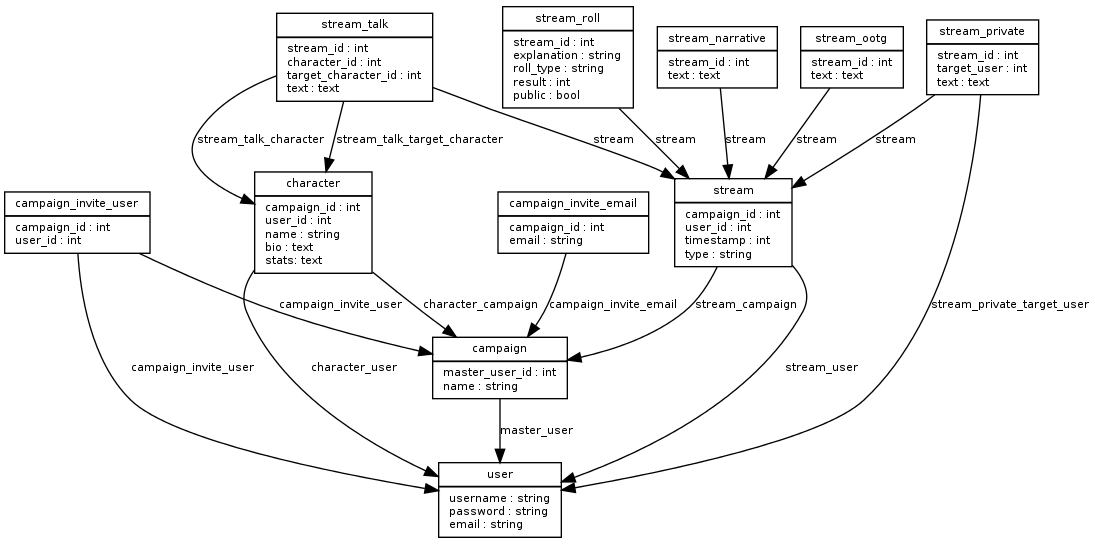 stream_talk
stream_id : int
character_id : int
target_character_id : int
text : text
stream_roll
stream_id : int
explanation : string
roll_type : string
result : int
public : bool
stream_narrative
stream_id : int
text : text
stream_ootg
stream_id : int
text : text
stream_private
stream_id : int
target_user : int
text : text
stream_talk_character
stream_talk_target_character
stream
stream
stream
stream
stream
campaign_invite_user
campaign_id : int
user_id : int
character
campaign_id : int
user_id : int
name : string
bio : text
stats: text
campaign_invite_email
campaign_id : int
email : string
stream
campaign_id : int
user_id : int
timestamp : int
type : string
campaign_invite_user
character_campaign
campaign_invite_email
stream_campaign
stream_private_target_user
campaign
master_user_id : int
name : string
campaign_invite_user
character_user
stream_user
master_user
user
username : string
password : string
email : string